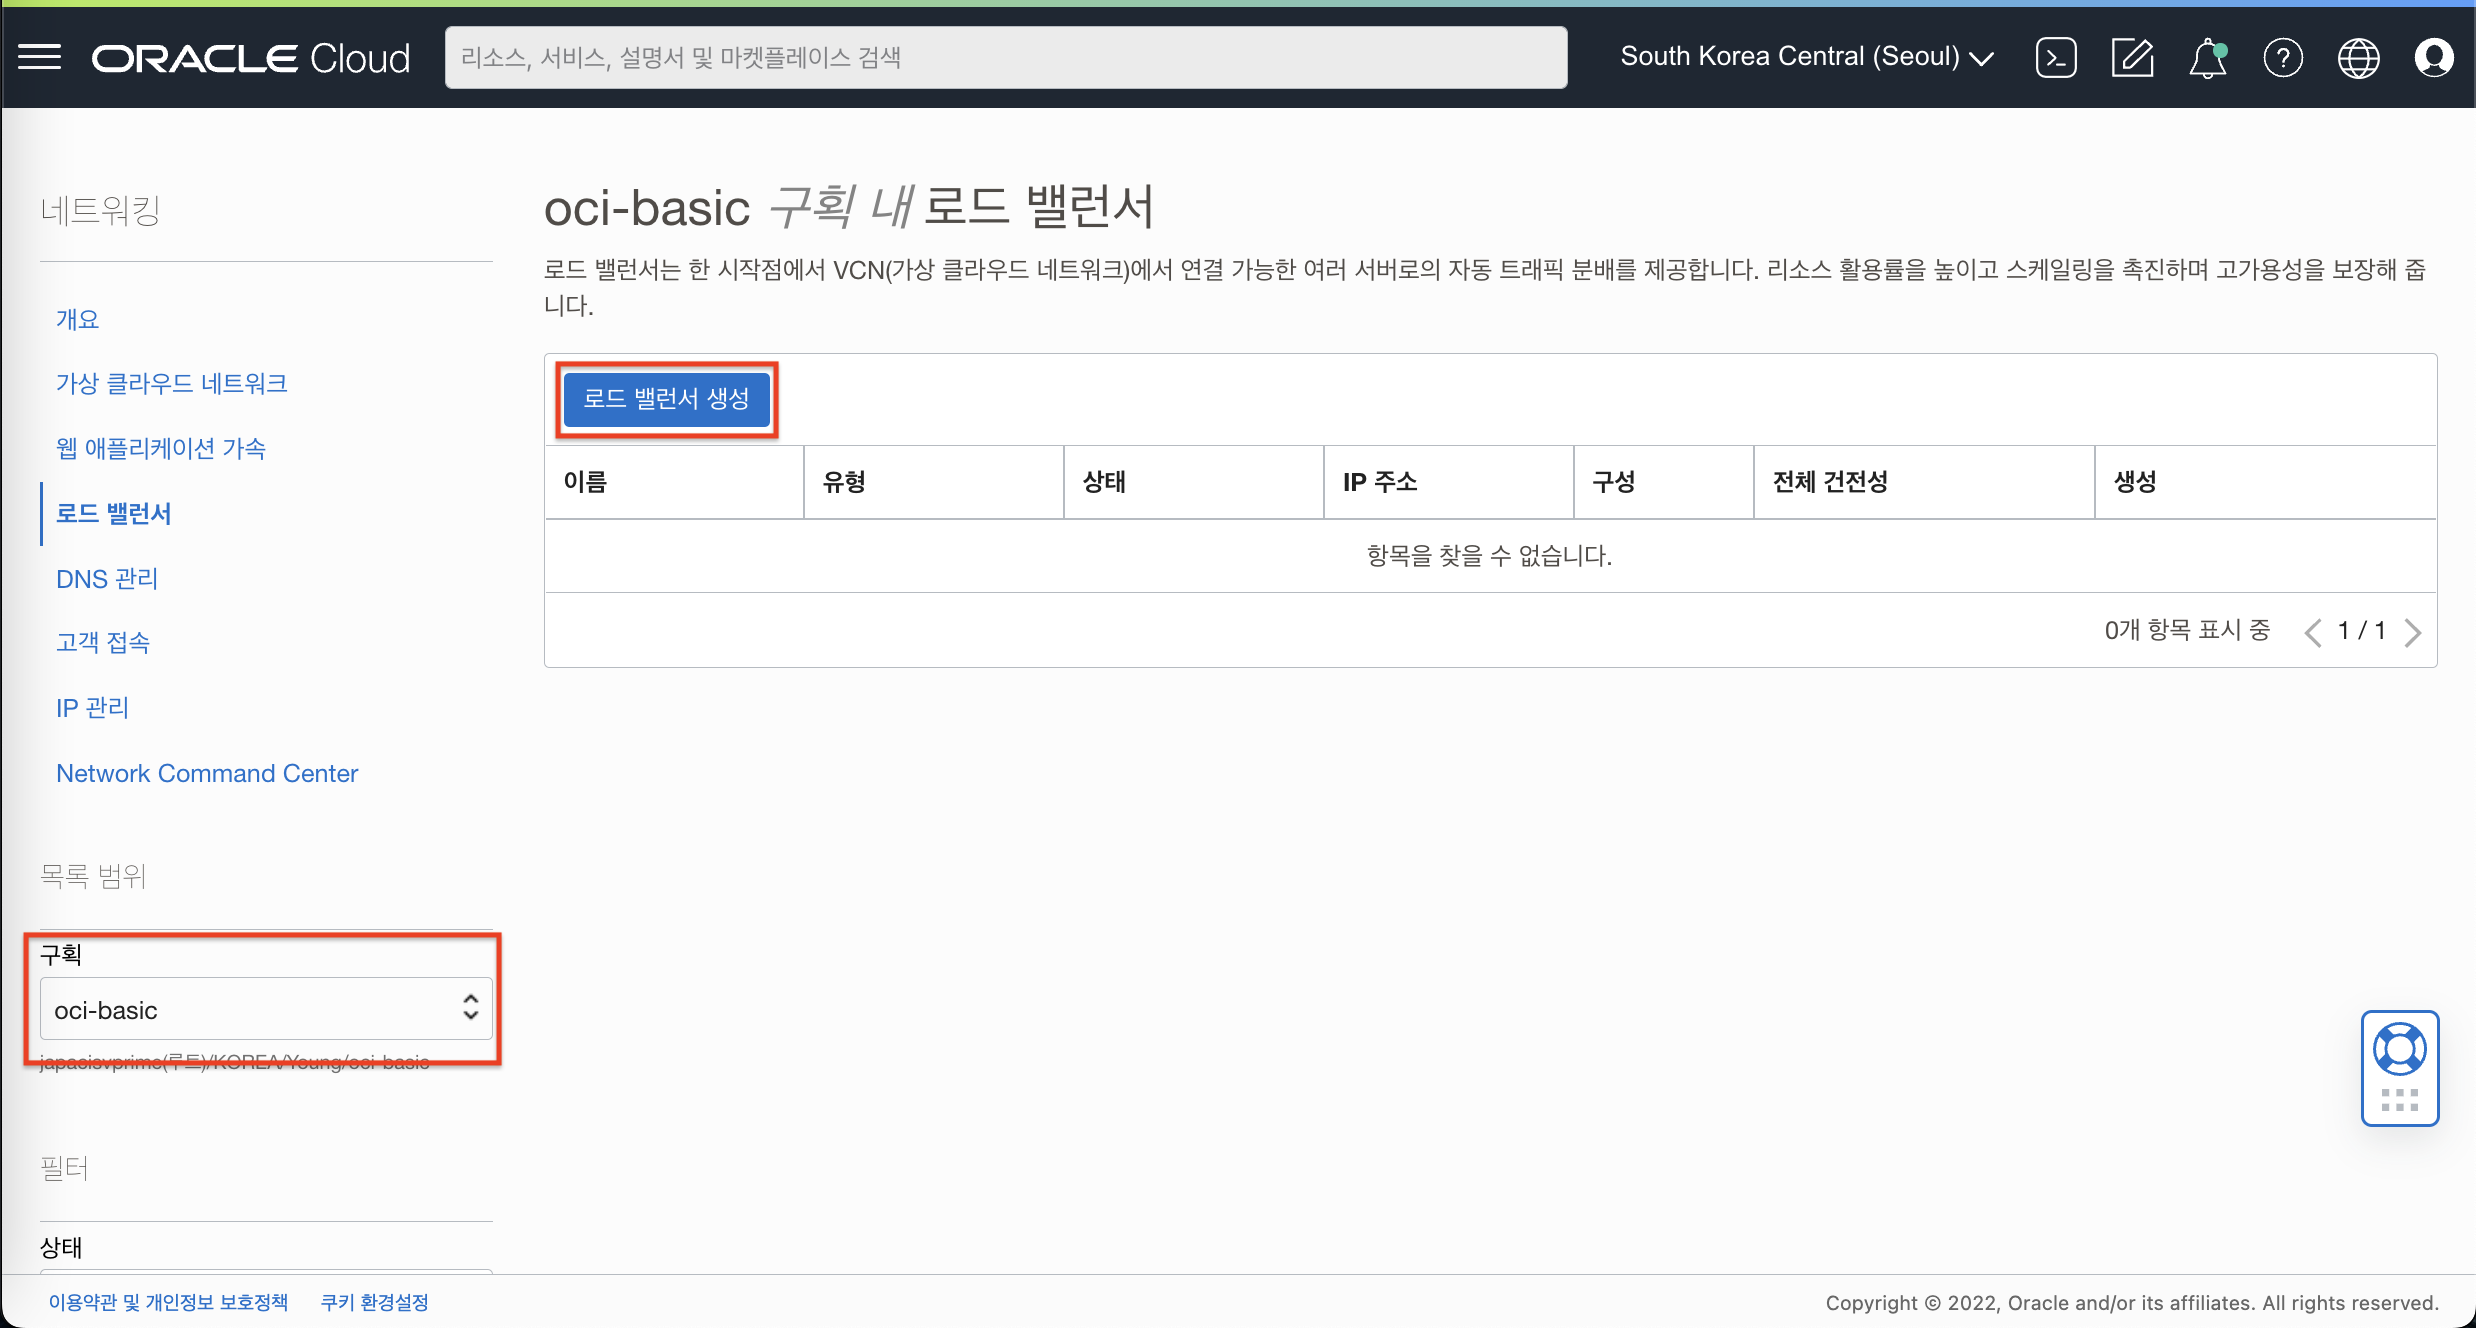 ORACLE Cloud
리소스, 서비스, 설명서 및 마켓플레이스 검색
South Korea Central (Seoul)
네트워킹
개요
가상 클라우드 네트워크
웹 애플리케이션 가속
로드 밸런서
DNS 관리
고객 접속
IP 관리
Network Command Center
목록 범위
구획
oci-basic
japacisvprime(루트)/KOREA/Young/oci-basic
필터
상태
oci-basic 구획 내 로드 밸런서
로드 밸런서는 한 시작점에서 VCN(가상 클라우드 네트워크)에서 연결 가능한 여러 서버로의 자동 트래픽 분배를 제공합니다. 리소스 활용률을 높이고 스케일링을 촉진하며 고가용성을 보장해 줍
니다.
로드 밸런서 생성
이름 유형 상태 IP 주소 구성 전체 건전성 생성
항목을 찾을 수 없습니다.
0개 항목 표시 중 1 / 1
이용약관 및 개인정보 보호정책 쿠키 환경설정
Copyright © 2022, Oracle and/or its affiliates. All rights reserved.